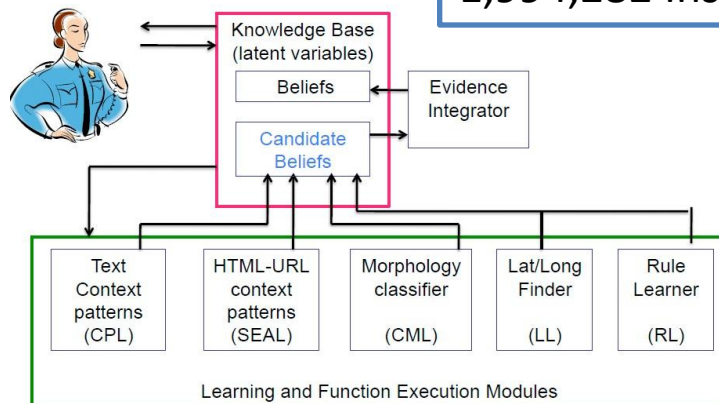 Knowledge Base
(latent variables)
Beliefs
Evidence
Integrator
Candidate
Beliefs
Text
Context
patterns
(CPL)
HTML-URL
context
patterns
(SEAL)
Morphology
classifier
(CML)
Lat/Long
Finder
(LL)
Rule
Learner
(RL)
Learning and Function Execution Modules